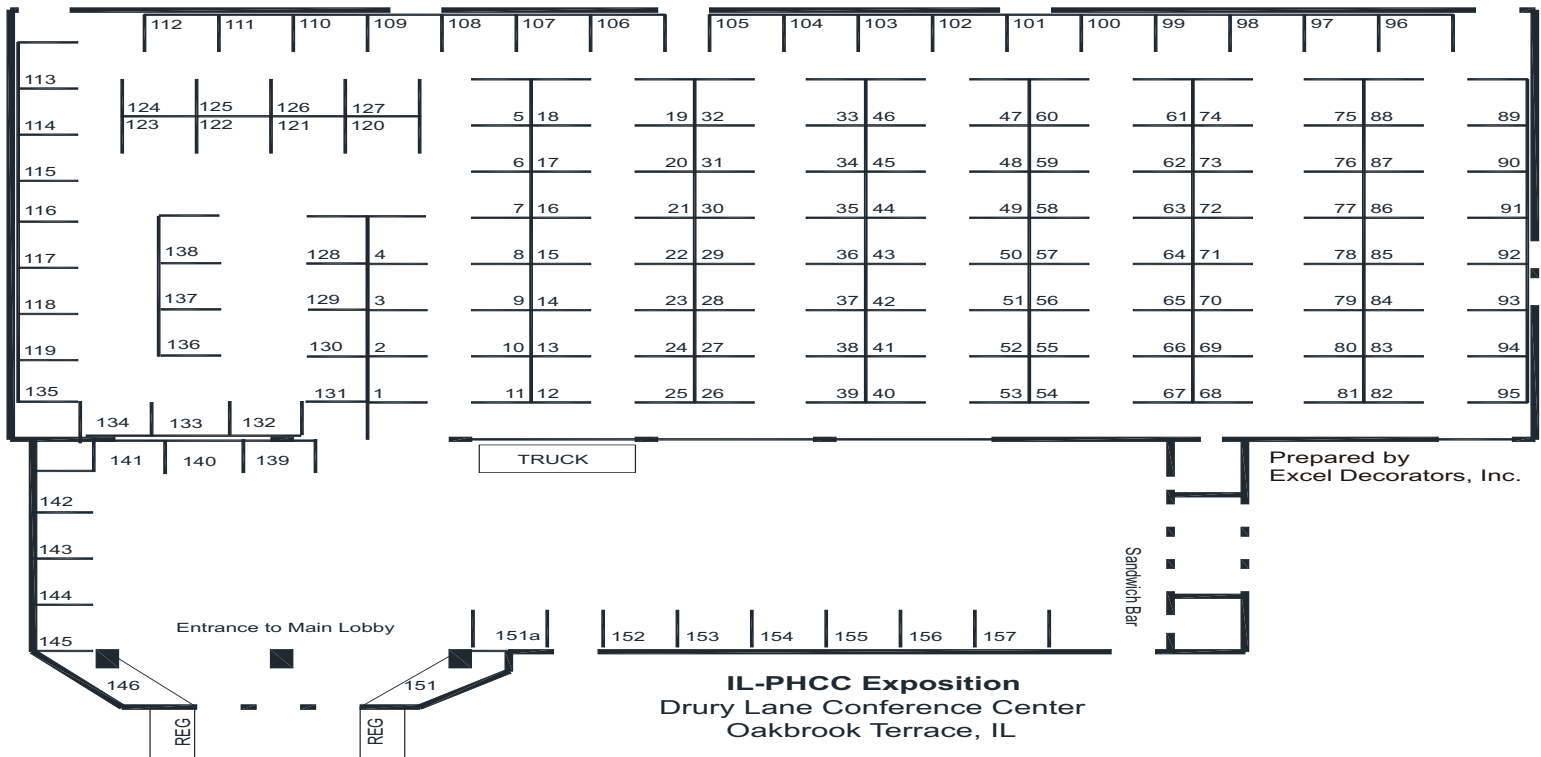 112 111 110 109 108 107 106 105 104 103 102 101 100 99 98 97 96
113
124 125 126 127
5 18 19 32 33 46 47 60 61 74 75 88 89
114 123 122 121 120
6 17 20 31 34 45 48 59 62 73 76 87 90
115
116 7 16 21 30 35 44 49 58 63 72 77 86 91
117 138 128 4 8 15 22 29 36 43 50 57 64 71 78 85 92
118 137 129 3 9 14 23 28 37 42 51 56 65 70 79 84 93
119 136 130 2 10 13 24 27 38 41 52 55 66 69 80 83 94
135 131 1 11 12 25 26 39 40 53 54 67 68 81 82 95
134 133 132
141 140 139 TRUCK
Prepared by
Excel Decorators, Inc.
142
143
144
145
Sandwich Bar
Entrance to Main Lobby
151a 152 153 154 155 156 157
146 151
REG REG
IL-PHCC Exposition
Drury Lane Conference Center
Oakbrook Terrace, IL